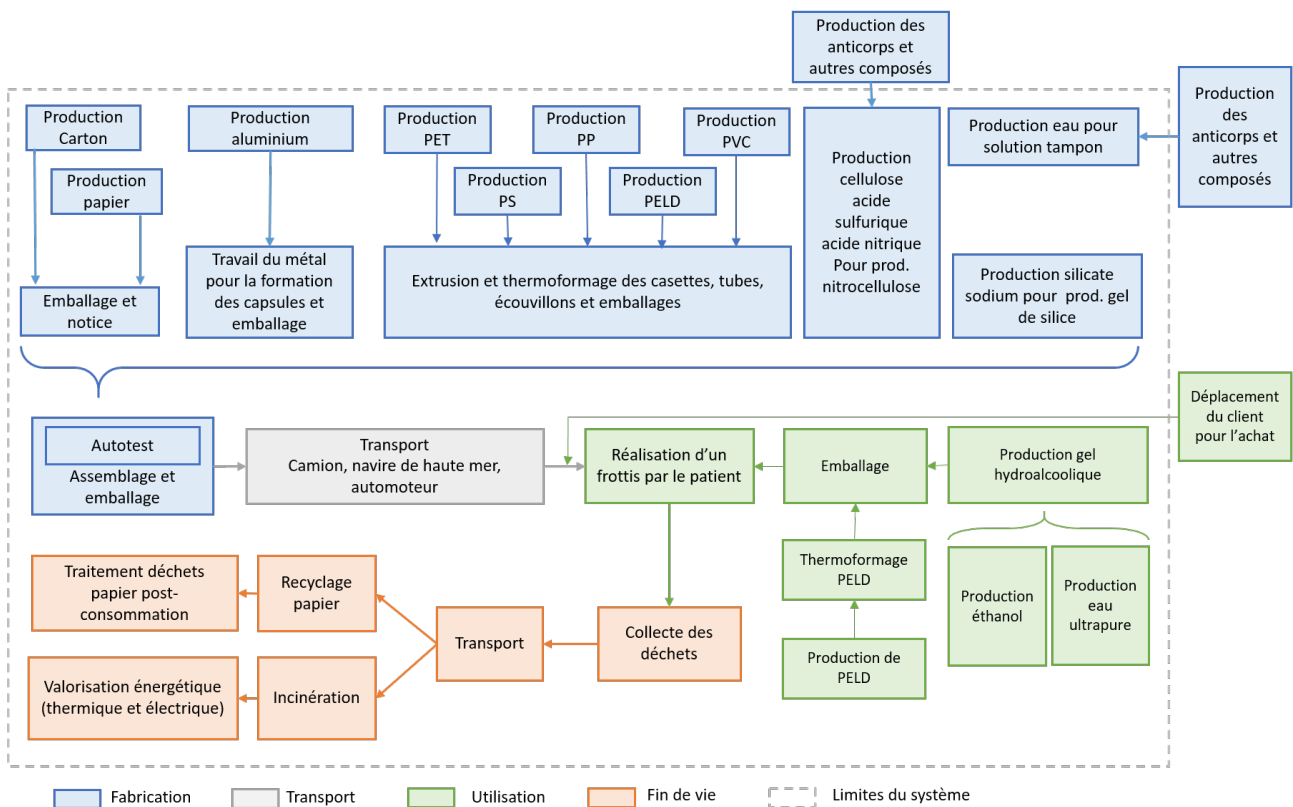 Production des
anticorps et
autres composés
Production
des
anticorps et
autres
composés
Production
Carton
Production
aluminium
Production
PET
Production
PP
Production
PVC
Production
papier
Production
PS
Production
PELD
Production
cellulose
acide
sulfurique
acide nitrique
Pour prod.
nitrocellulose
Production eau pour
solution tampon
Emballage et
notice
Travail du métal
pour la formation
des capsules et
emballage
Extrusion et thermoformage des casettes, tubes,
écouvillons et emballages
Production silicate
sodium pour prod. gel
de silice
Déplacement
du client
pour l’achat
Autotest
Assemblage et
emballage
Transport
Camion, navire de haute mer,
automoteur
Réalisation d’un
frottis par le patient
Emballage
Production gel
hydroalcoolique
Thermoformage
PELD
Production
éthanol
Production
eau
ultrapure
Production de
PELD
Traitement déchets
papier post-
consommation
Recyclage
papier
Transport
Collecte des
déchets
Valorisation énergétique
(thermique et électrique)
Incinération
Fabrication
Transport
Utilisation
Fin de vie
Limites du système